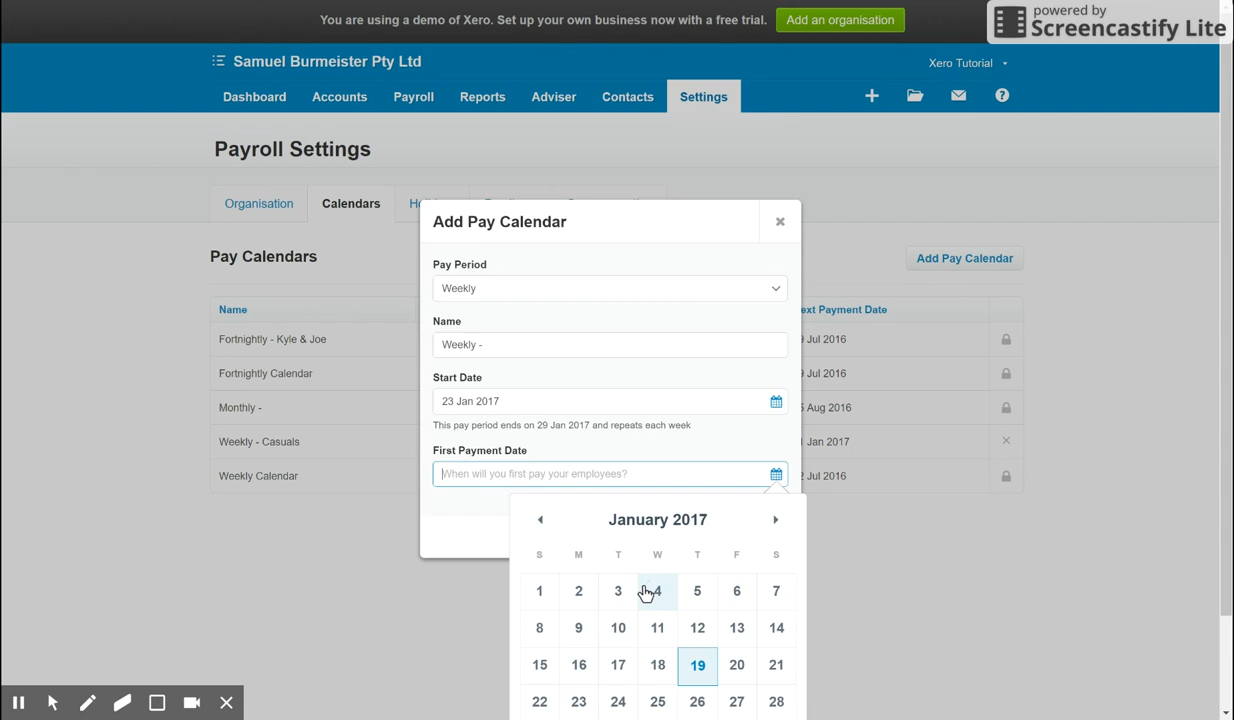 You are using a demo of Xero. Set up your own business now with a free trial.
Add an organisation
powered by
Screencastify Lite
Samuel Burmeister Pty Ltd
Xero Tutorial
Dashboard
Accounts
Payroll
Reports
Adviser
Contacts
Settings
Payroll Settings
Organisation
Calendars
Add Pay Calendar
Pay Calendars
Add Pay Calendar
Pay Period
Weekly
Name
ext Payment Date
Name
Fortnightly - Kyle & Joe
Jul 2016
Weekly -
Fortnightly Calendar
Jul 2016
Start Date
Monthly -
Aug 2016
23 Jan 2017
This pay period ends on 29 Jan 2017 and repeats each week
Weekly - Casuals
Jan 2017
First Payment Date
Weekly Calendar
Jul 2016
When will you first pay your employees?
January 2017
S M T W T F S
1 2 3 4 5 6 7
8 9 10 11 12 13 14
15 16 17 18 19 20 21
22 23 24 25 26 27 28